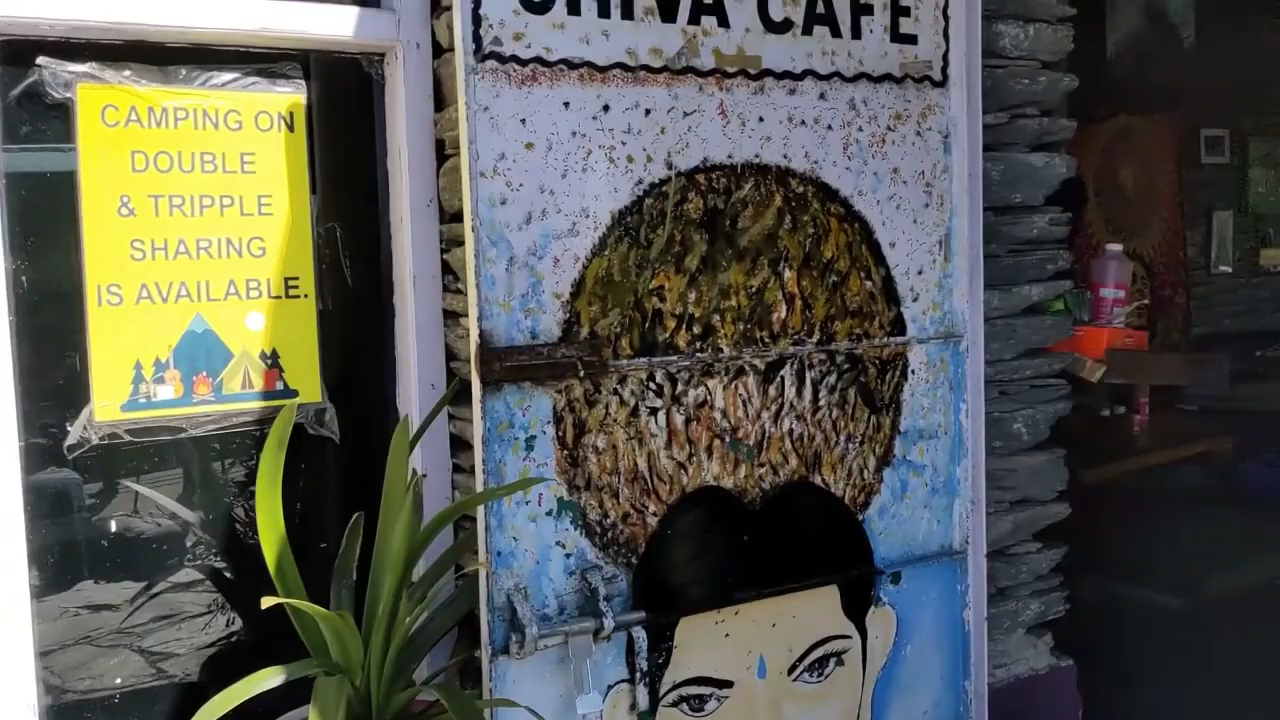 CAMPING ON
DOUBLE
& TRIPPLE
SHARING
IS AVAILABLE.
SHIVA CAFE